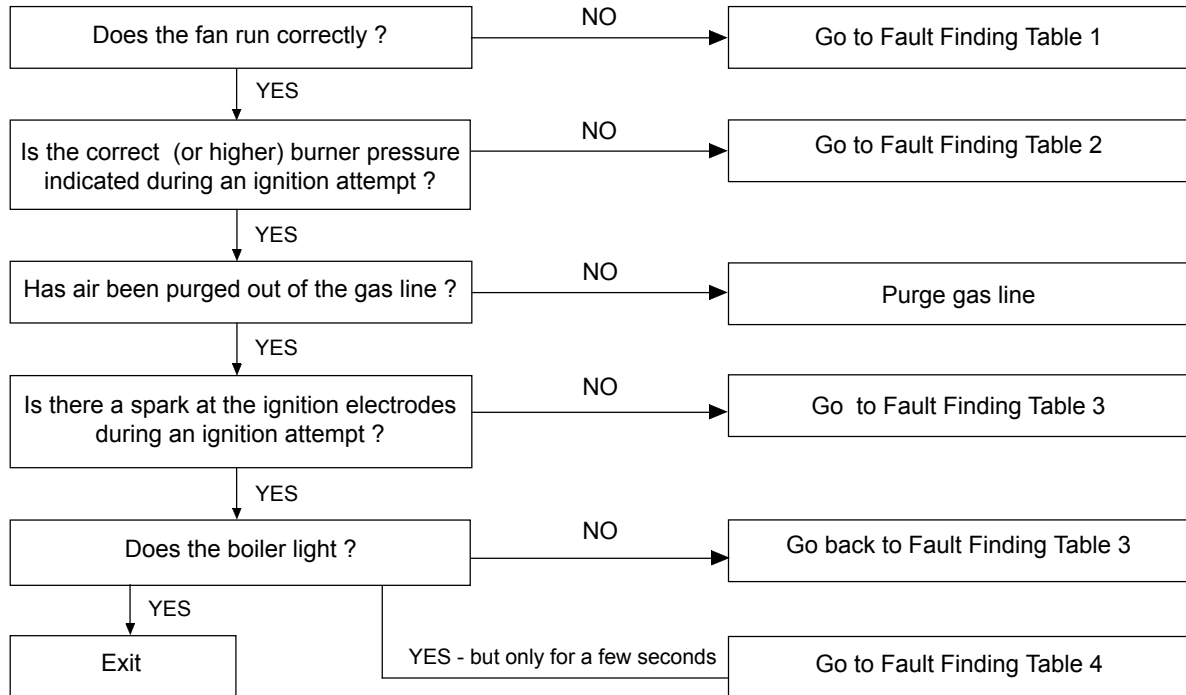 Does the fan run correctly ?
NO
Go to Fault Finding Table 1
YES
Is the correct (or higher) burner pressure
indicated during an ignition attempt ?
NO
Go to Fault Finding Table 2
YES
Has air been purged out of the gas line ?
NO
Purge gas line
YES
Is there a spark at the ignition electrodes
during an ignition attempt ?
NO
Go to Fault Finding Table 3
YES
Does the boiler light ?
NO
Go back to Fault Finding Table 3
YES
Exit
YES - but only for a few seconds
Go to Fault Finding Table 4